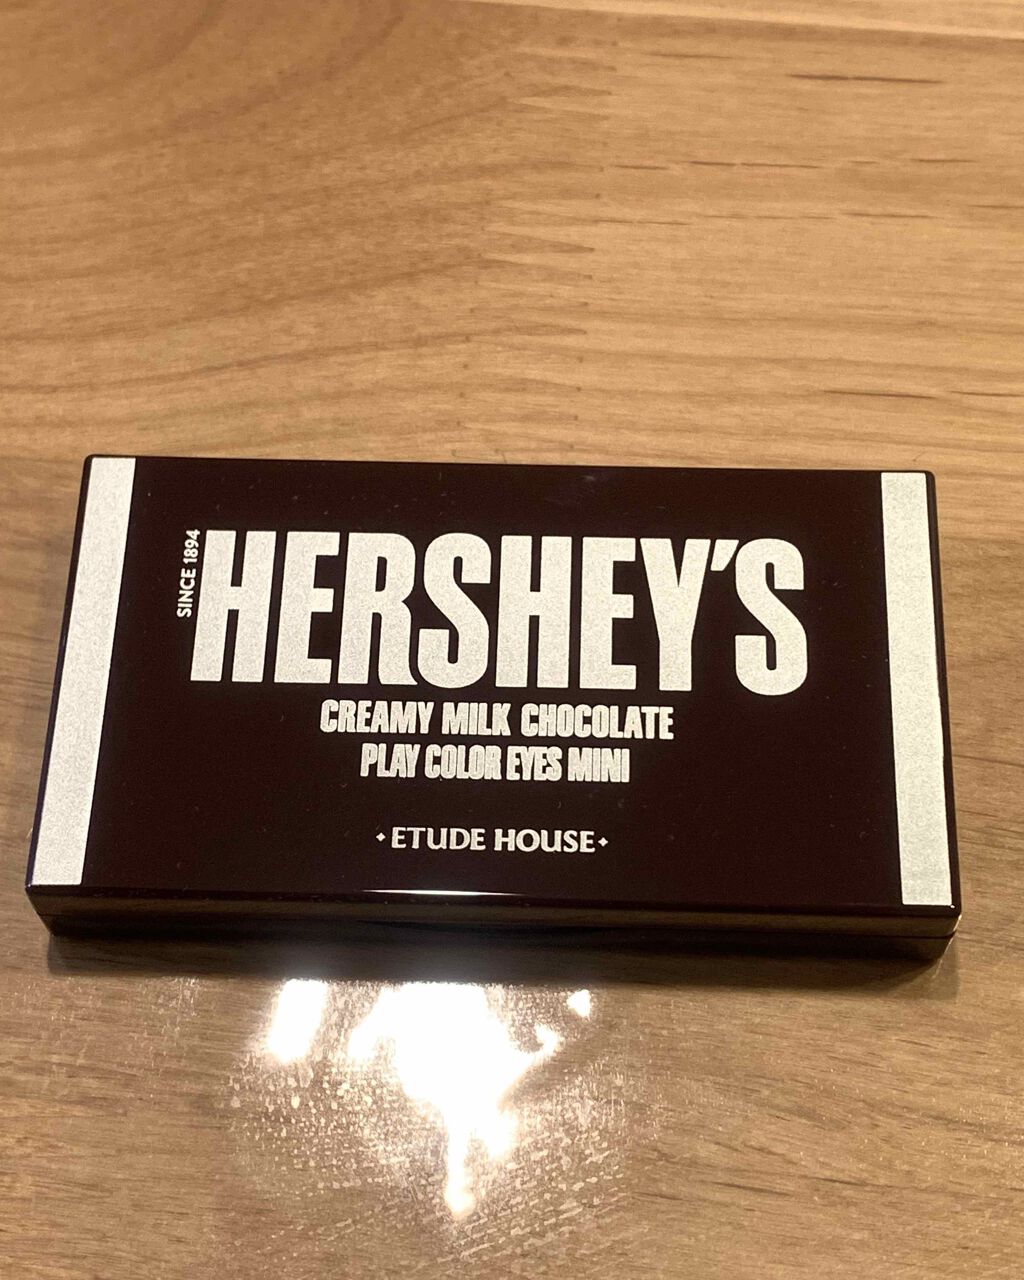 SINCE 1894
HERSHEY'S
CREAMY MILK CHOCOLATE
PLAY COLOR EYES MINI
ETUDE HOUSE